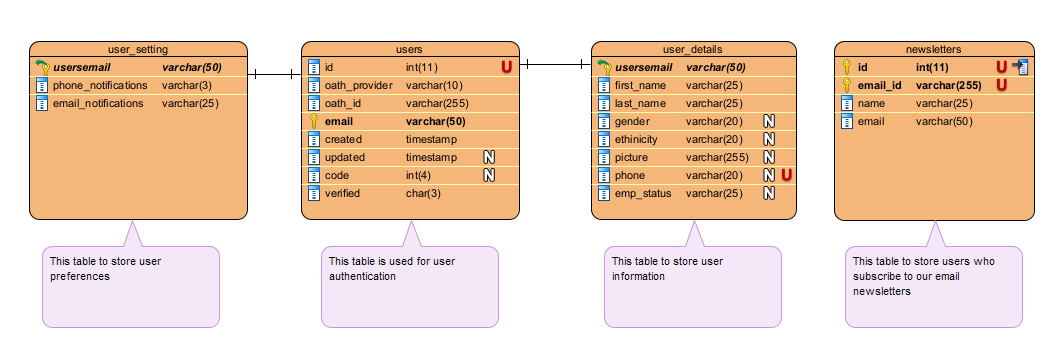 user_setting
usersemail varchar(50)
phone_notifications varchar(3)
email_notifications varchar(25)
This table to store user
preferences
users
id int(11) U
oath_provider varchar(10)
oath_id varchar(255)
email varchar(50)
created timestamp
updated timestamp N
code int(4) N
verified char(3)
This table is used for user
authentication
user_details
usersemail varchar(50)
first_name varchar(25)
last_name varchar(25)
gender varchar(20) N
ethinicity varchar(20) N
picture varchar(255) N
phone varchar(20) N U
emp_status varchar(25) N
This table to store user
information
newsletters
id int(11) U
email_id varchar(255) U
name varchar(25)
email varchar(50)
This table to store users who
subscribe to our email
newsletters